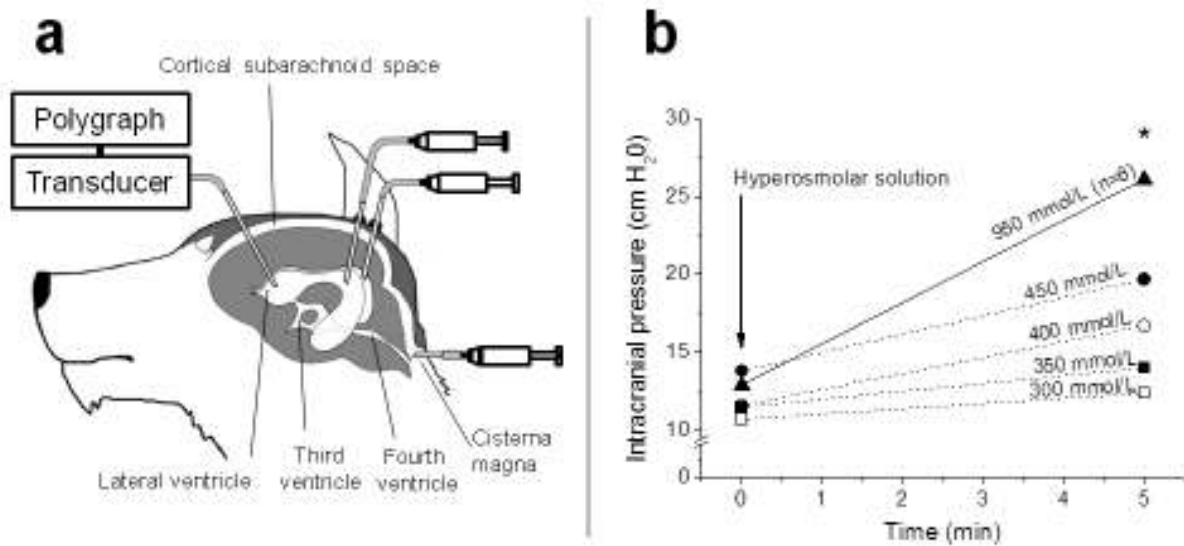 a
Cortical subarachnoid space
Polygraph
Transducer
Lateral ventricle
Third
ventricle
Fourth
ventricle
Cisterna
magna
b
Intracranial pressure (cm H₂0)
30
25
20
15
10
0
Hyperosmolar solution
*
950 mmol/L (n=6)
450 mmol/L
400 mmol/L
350 mmol/L
300 mmol/L
0 1 2 3 4 5
Time (min)